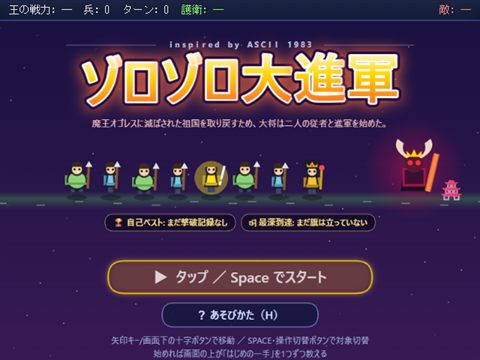 王の戦力: — 兵: 0 ターン: 0 護衛: — 敵: —
inspired by ASCII 1983
ゾロゾロ大進軍
魔王オゴレスに滅ぼされた祖国を取り戻すため、大将は二人の従者と進軍を始めた。
自己ベスト: まだ撃破記録なし 最深到達: まだ旗は立っていない
▶ タップ ／ Space でスタート
? あそびかた（H）
矢印キー/画面下の十字ボタンで移動 ／ SPACE・操作切替ボタンで対象切替
始めれば画面の上が「はじめの一手」を1つずつ教える